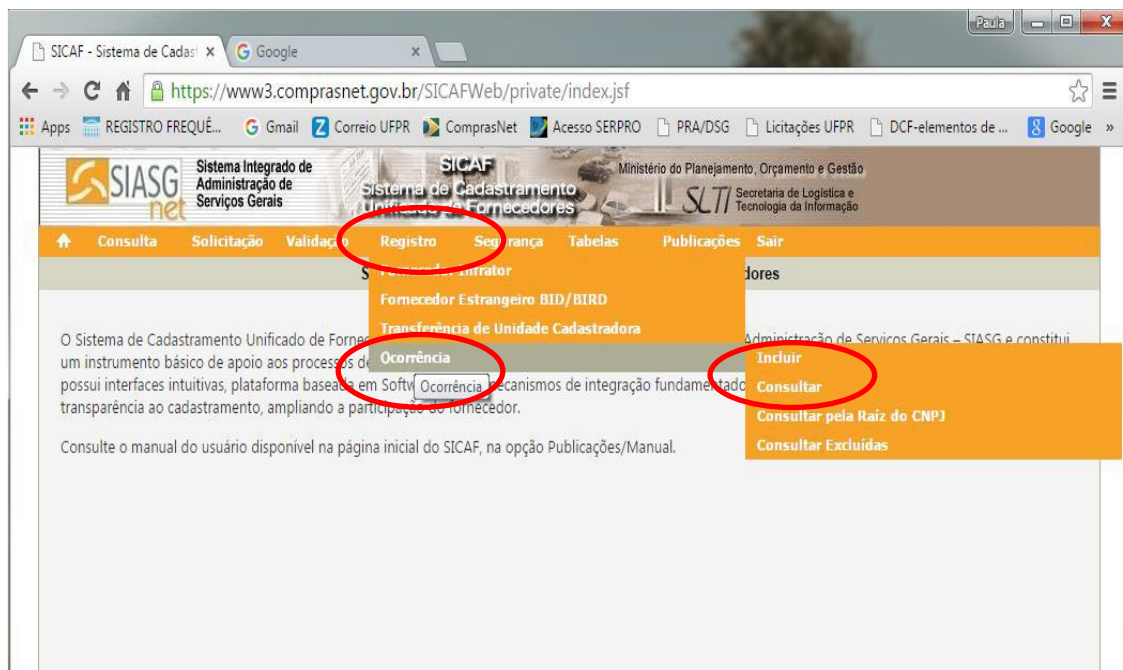 Paula
SICAF - Sistema de Cadast
Google
https://www3.comprasnet.gov.br/SICAFWeb/private/index.jsf
Apps REGISTRO FREQUÊ... Gmail Correio UFPR ComprasNet Acesso SERPRO PRA/DSG Licitações UFPR DCF-elementos de ... Google »
SIASG
net
Sistema Integrado de
Administração de
Serviços Gerais
SICAF
Sistema de Cadastramento
Unificado de Fornecedores
Ministério do Planejamento, Orçamento e Gestão
SLTI
Secretaria de Logística e
Tecnologia da Informação
Consulta Solicitação Validação Registro Segurança Tabelas Publicações Sair
S
dores
Fornecedor Infrator
Fornecedor Estrangeiro BID/BIRD
Transferência de Unidade Cadastradora
Ocorrência
Ocorrência
Incluir
Consultar
Consultar pela Raíz do CNPJ
Consultar Excluídas
O Sistema de Cadastramento Unificado de Forne Administração de Serviços Gerais – SIASG e constitui
um instrumento básico de apoio aos processos de
possui interfaces intuitivas, plataforma baseada em Softw mecanismos de integração fundamentado
transparência ao cadastramento, ampliando a participação do fornecedor.
Consulte o manual do usuário disponível na página inicial do SICAF, na opção Publicações/Manual.